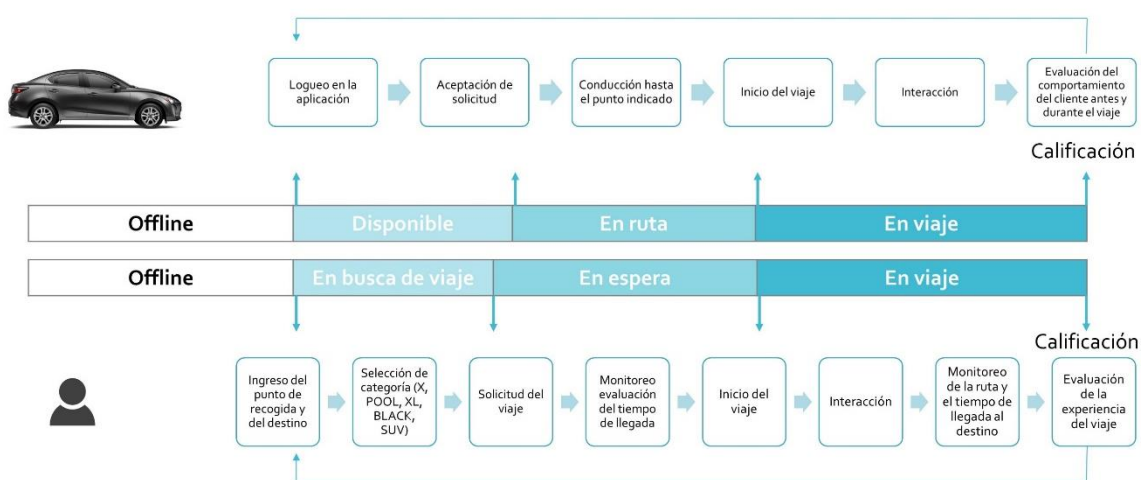 Logueo en la
aplicación
Aceptación de
solicitud
Conducción hasta
el punto indicado
Inicio del viaje
Interacción
Evaluación del
comportamiento
del cliente antes y
durante el viaje
Calificación
Offline
Disponible
En ruta
En viaje
Offline
En busca de viaje
En espera
En viaje
Calificación
Ingreso del
punto de
recogida y
del destino
Selección de
categoría (X,
POOL, XL,
BLACK,
SUV)
Solicitud del
viaje
Monitoreo
evaluación
del tiempo
de llegada
Inicio del
viaje
Interacción
Monitoreo
de la ruta y
el tiempo de
llegada al
destino
Evaluación
de la
experiencia
del viaje